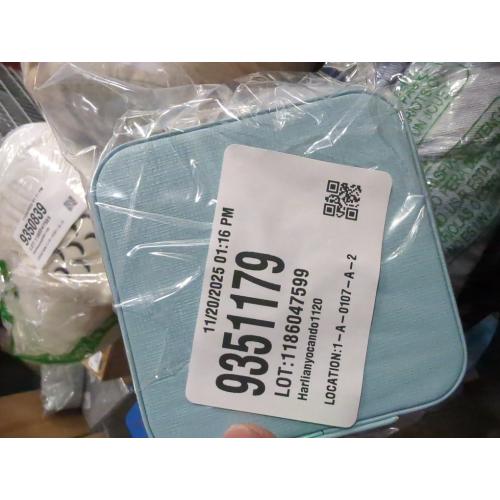 11/20/2025 01:16 PM
9351179
LOT:1186047599
Harlianyocando1120
LOCATION:1-A-0107-A-2
9350839